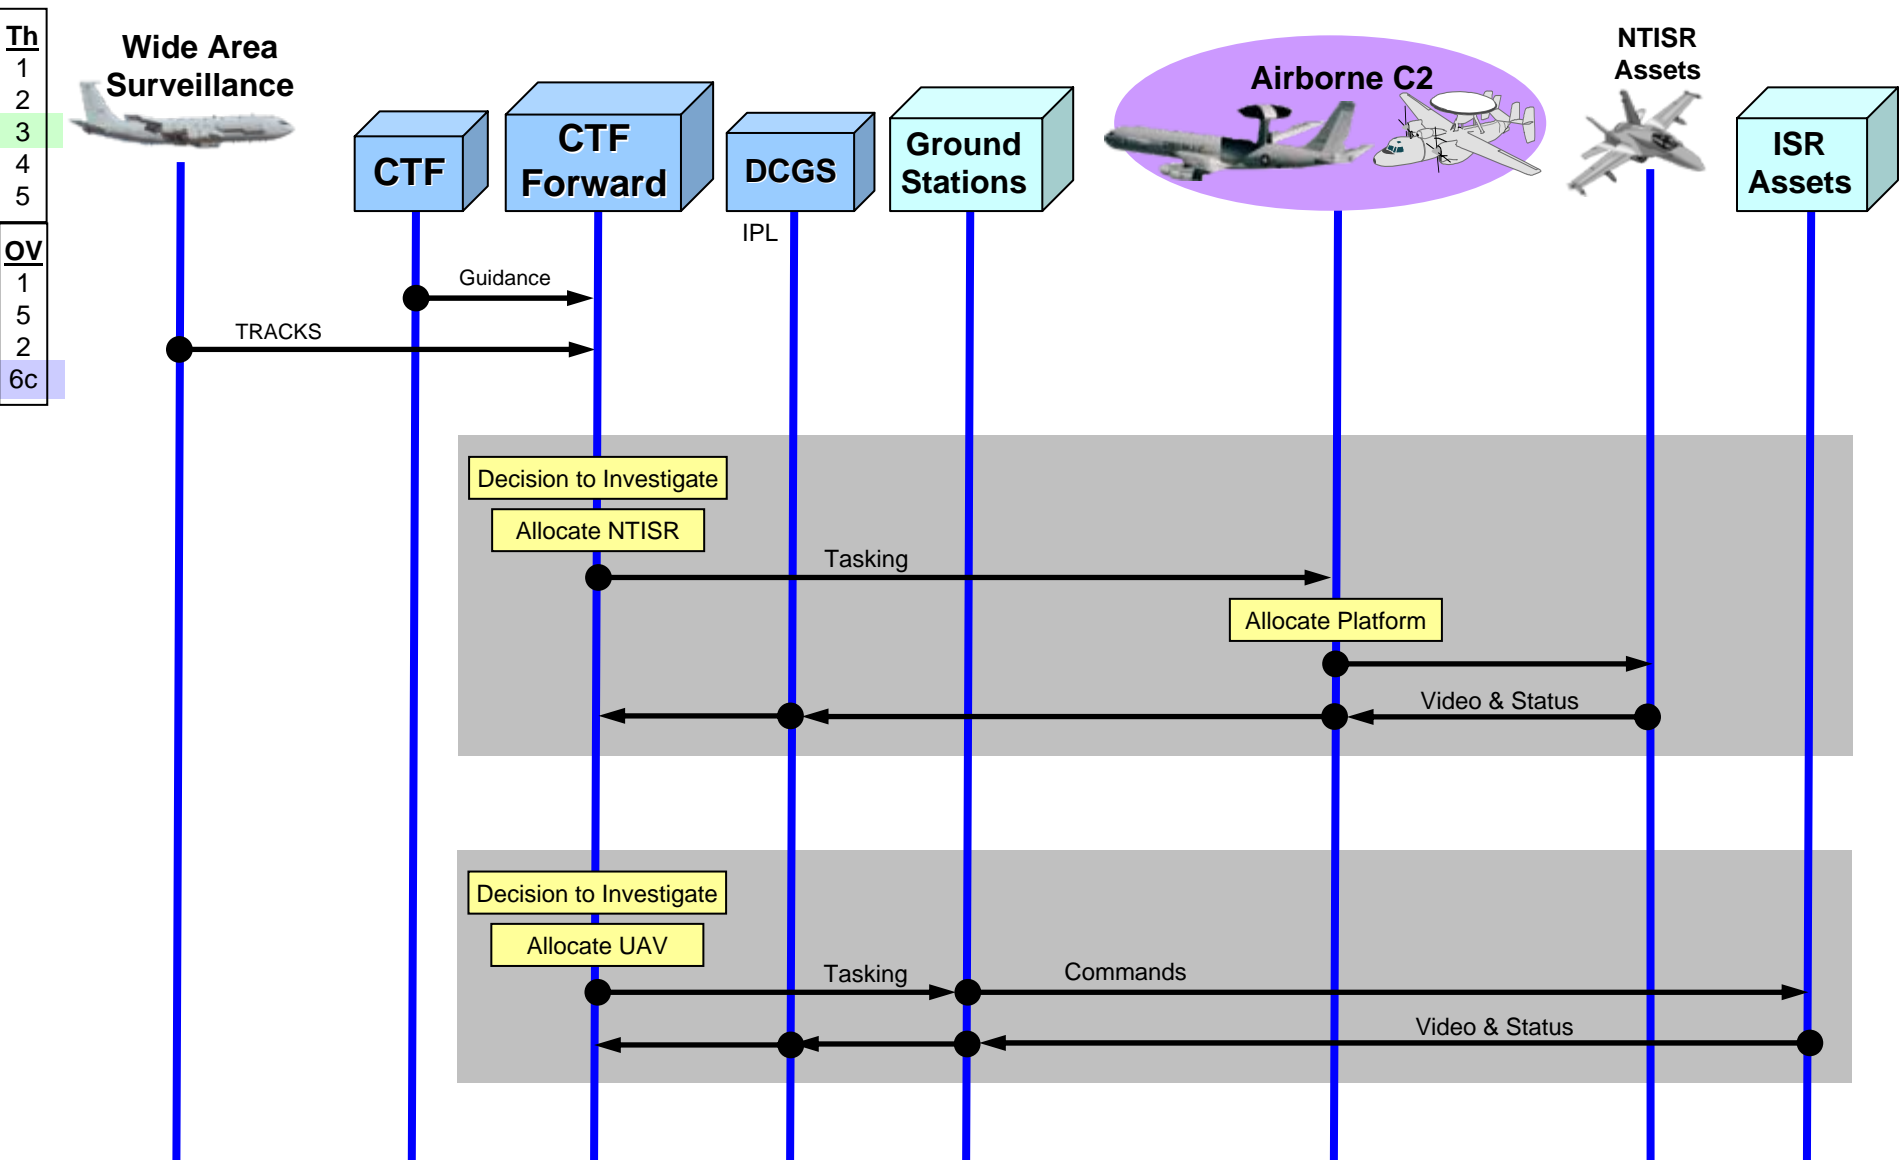 Th
1
2
3
4
5
OV
1
5
2
6c
Wide Area
Surveillance
CTF
CTF
Forward
DCGS
IPL
Ground
Stations
Airborne C2
NTISR
Assets
ISR
Assets
Guidance
TRACKS
Decision to Investigate
Allocate NTISR
Tasking
Allocate Platform
Video & Status
Decision to Investigate
Allocate UAV
Tasking
Commands
Video & Status